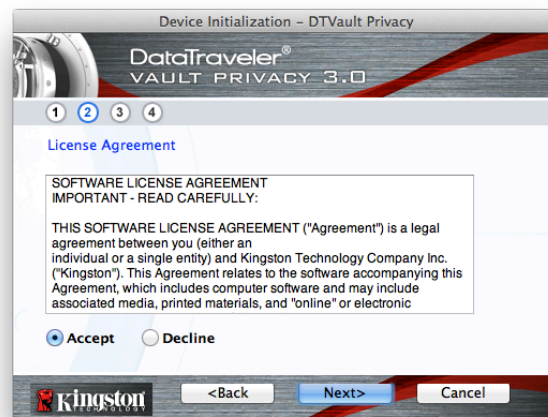 Device Initialization – DTVault Privacy
DataTraveler®
VAULT PRIVACY 3.0
1 2 3 4
License Agreement
SOFTWARE LICENSE AGREEMENT
IMPORTANT - READ CAREFULLY:
THIS SOFTWARE LICENSE AGREEMENT ("Agreement") is a legal
agreement between you (either an
individual or a single entity) and Kingston Technology Company Inc.
("Kingston"). This Agreement relates to the software accompanying this
Agreement, which includes computer software and may include
associated media, printed materials, and "online" or electronic
Accept Decline
Kingston
TECHNOLOGY
<Back Next> Cancel